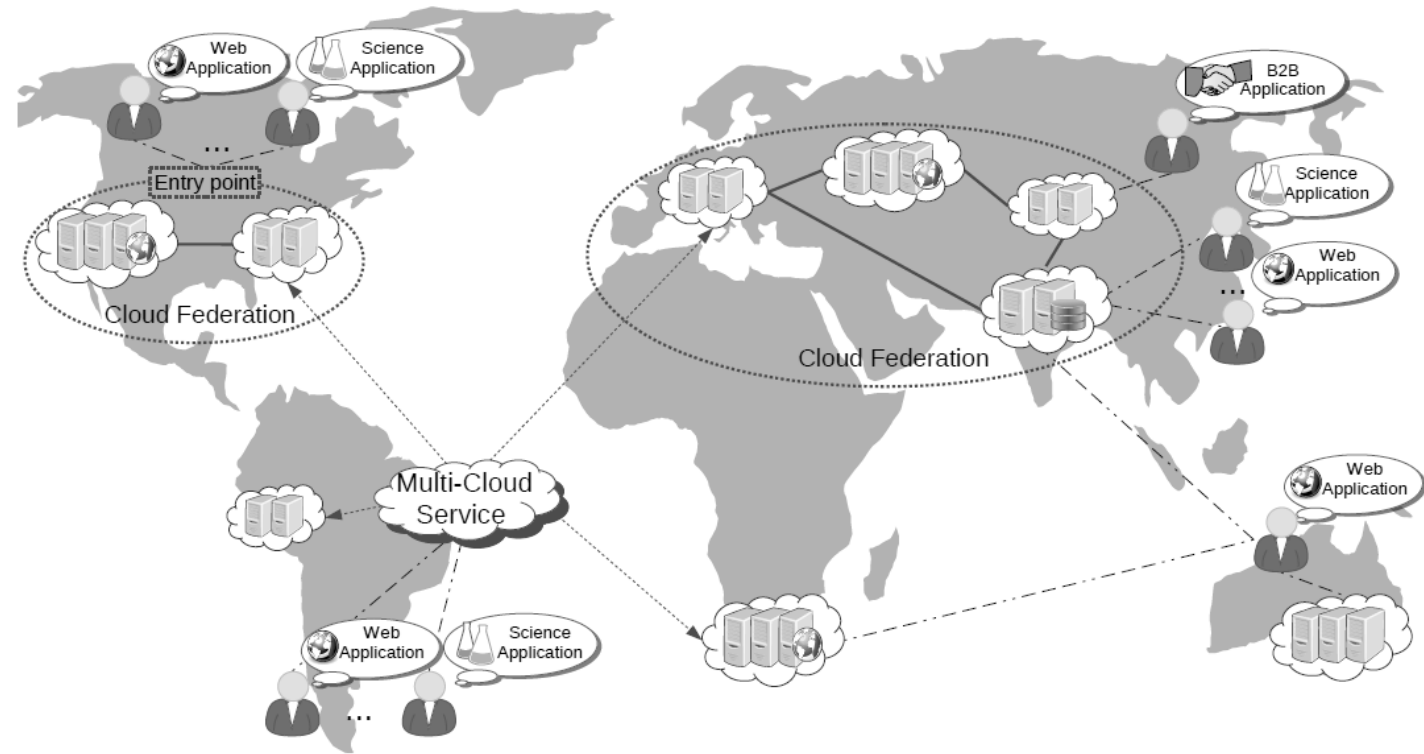 Web
Application
Science
Application
...
Entry point
Cloud Federation
B2B
Application
Science
Application
Web
Application
...
Cloud Federation
Multi-Cloud
Service
Web
Application
Web
Application
Science
Application
...